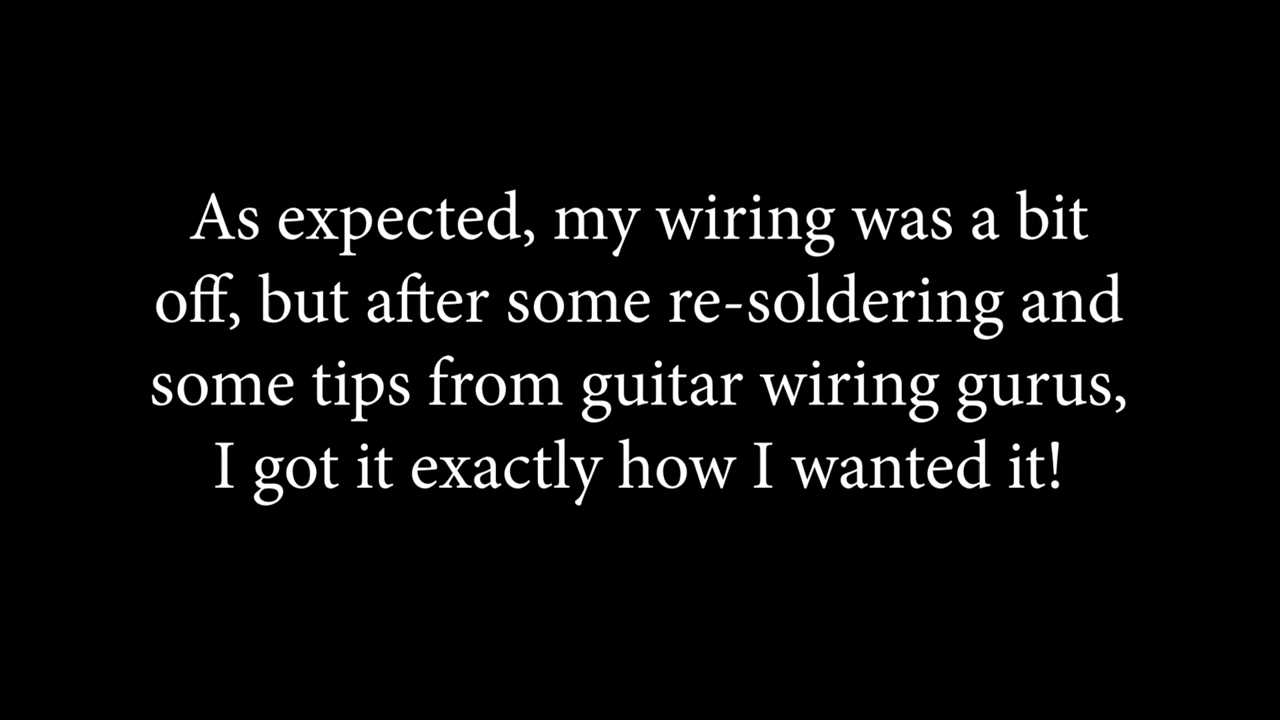 As expected, my wiring was a bit
off, but after some re-soldering and
some tips from guitar wiring gurus,
I got it exactly how I wanted it!